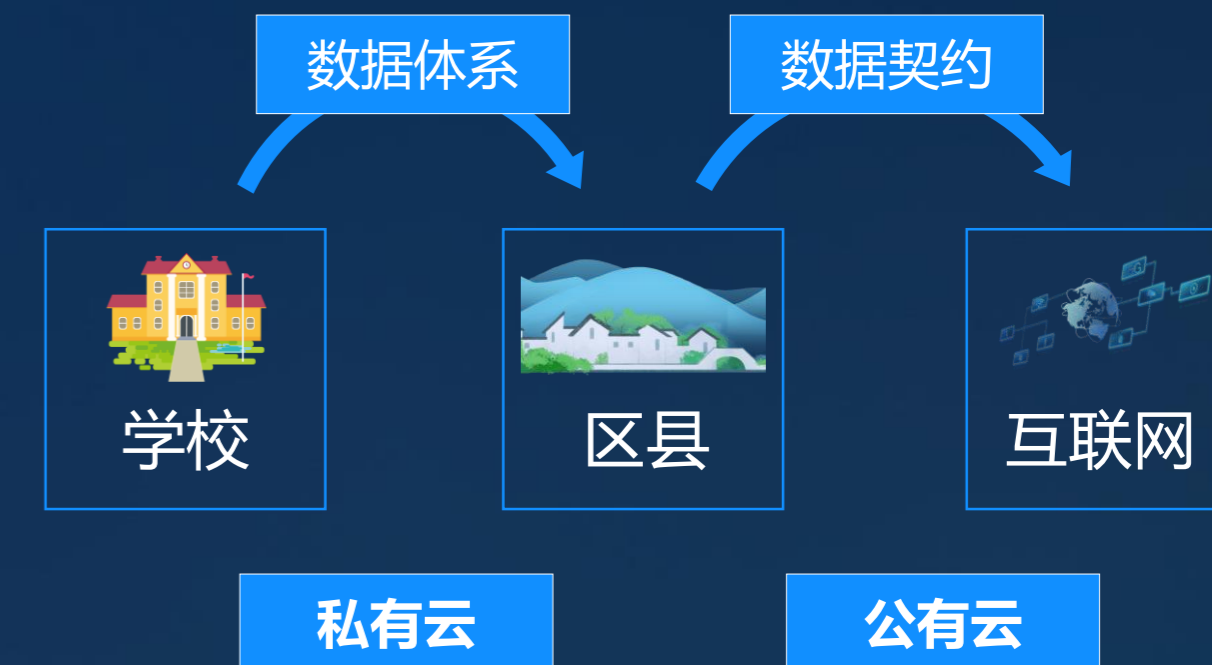 数据体系
数据契约
学校
区县
互联网
私有云
公有云